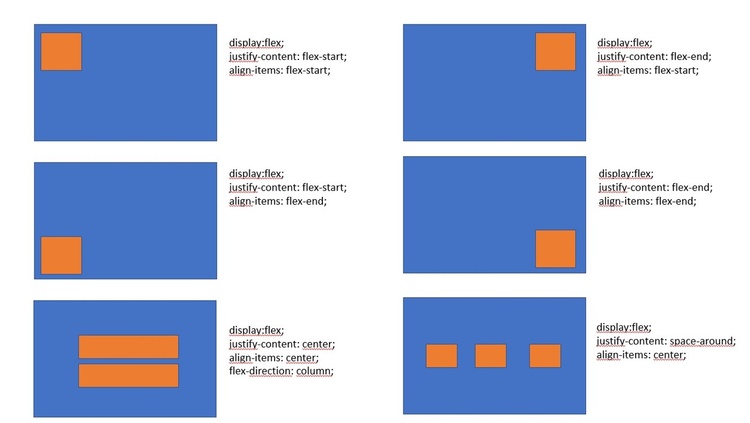 display:flex;
justify-content: flex-start;
align-items: flex-start;
display:flex;
justify-content: flex-end;
align-items: flex-start;
display:flex;
justify-content: flex-start;
align-items: flex-end;
display:flex;
justify-content: flex-end;
align-items: flex-end;
display:flex;
justify-content: center;
align-items: center;
flex-direction: column;
display:flex;
justify-content: space-around;
align-items: center;